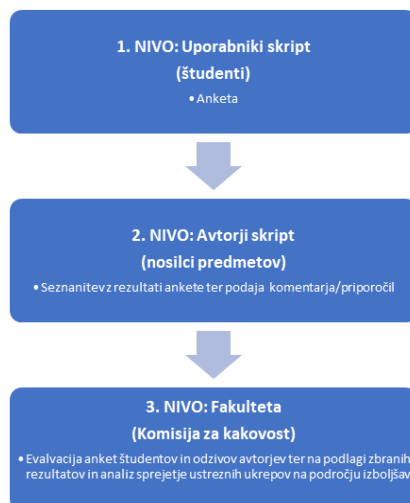 1. NIVO: Uporabniki skript
(študenti)
• Anketa
2. NIVO: Avtorji skript
(nosilci predmetov)
• Seznanitev z rezultati ankete ter podaja komentarja/priporočil
3. NIVO: Fakulteta
(Komisija za kakovost)
• Evalvacija anket študentov in odzivov avtorjev ter na podlagi zbranih
rezultatov in analiz sprejetje ustreznih ukrepov na področju izboljšav